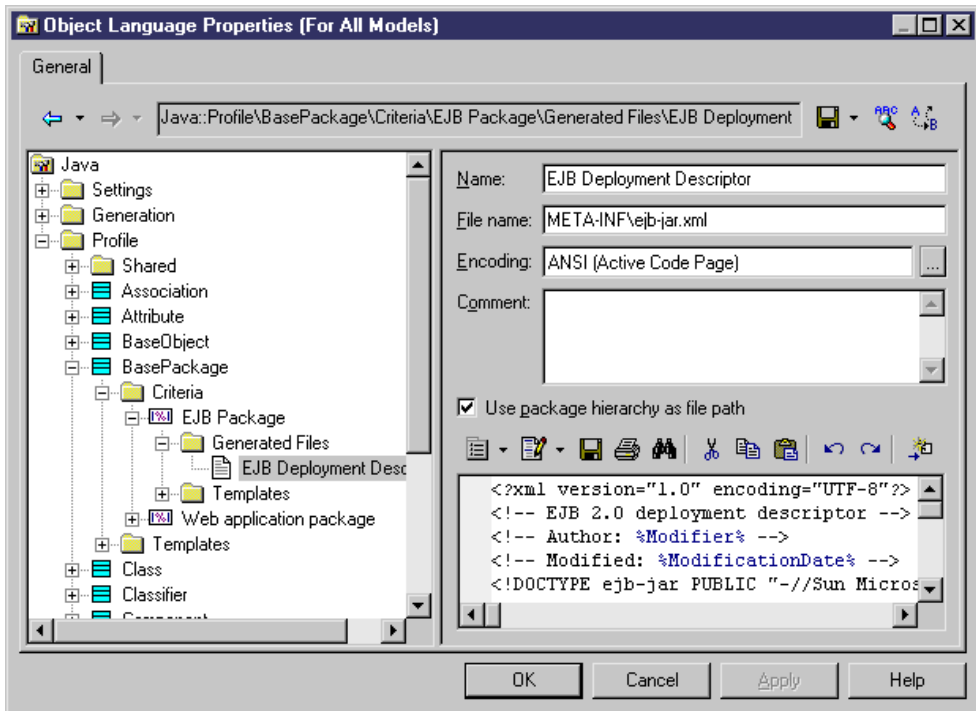 Object Language Properties (For All Models)
General
Java::Profile\BasePackage\Criteria\EJB Package\Generated Files\EJB Deployment
Java
Settings
Generation
Profile
Shared
Association
Attribute
BaseObject
BasePackage
Criteria
EJB Package
Generated Files
EJB Deployment Desc
Templates
Web application package
Templates
Class
Classifier
Name:
EJB Deployment Descriptor
File name:
META-INF\ejb-jar.xml
Encoding:
ANSI (Active Code Page)
...
Comment:
Use package hierarchy as file path
<?xml version="1.0" encoding="UTF-8"?>
<!-- EJB 2.0 deployment descriptor -->
<!-- Author: %Modifier% -->
<!-- Modified: %ModificationDate% -->
<!DOCTYPE ejb-jar PUBLIC "-//Sun Micros
OK
Cancel
Apply
Help